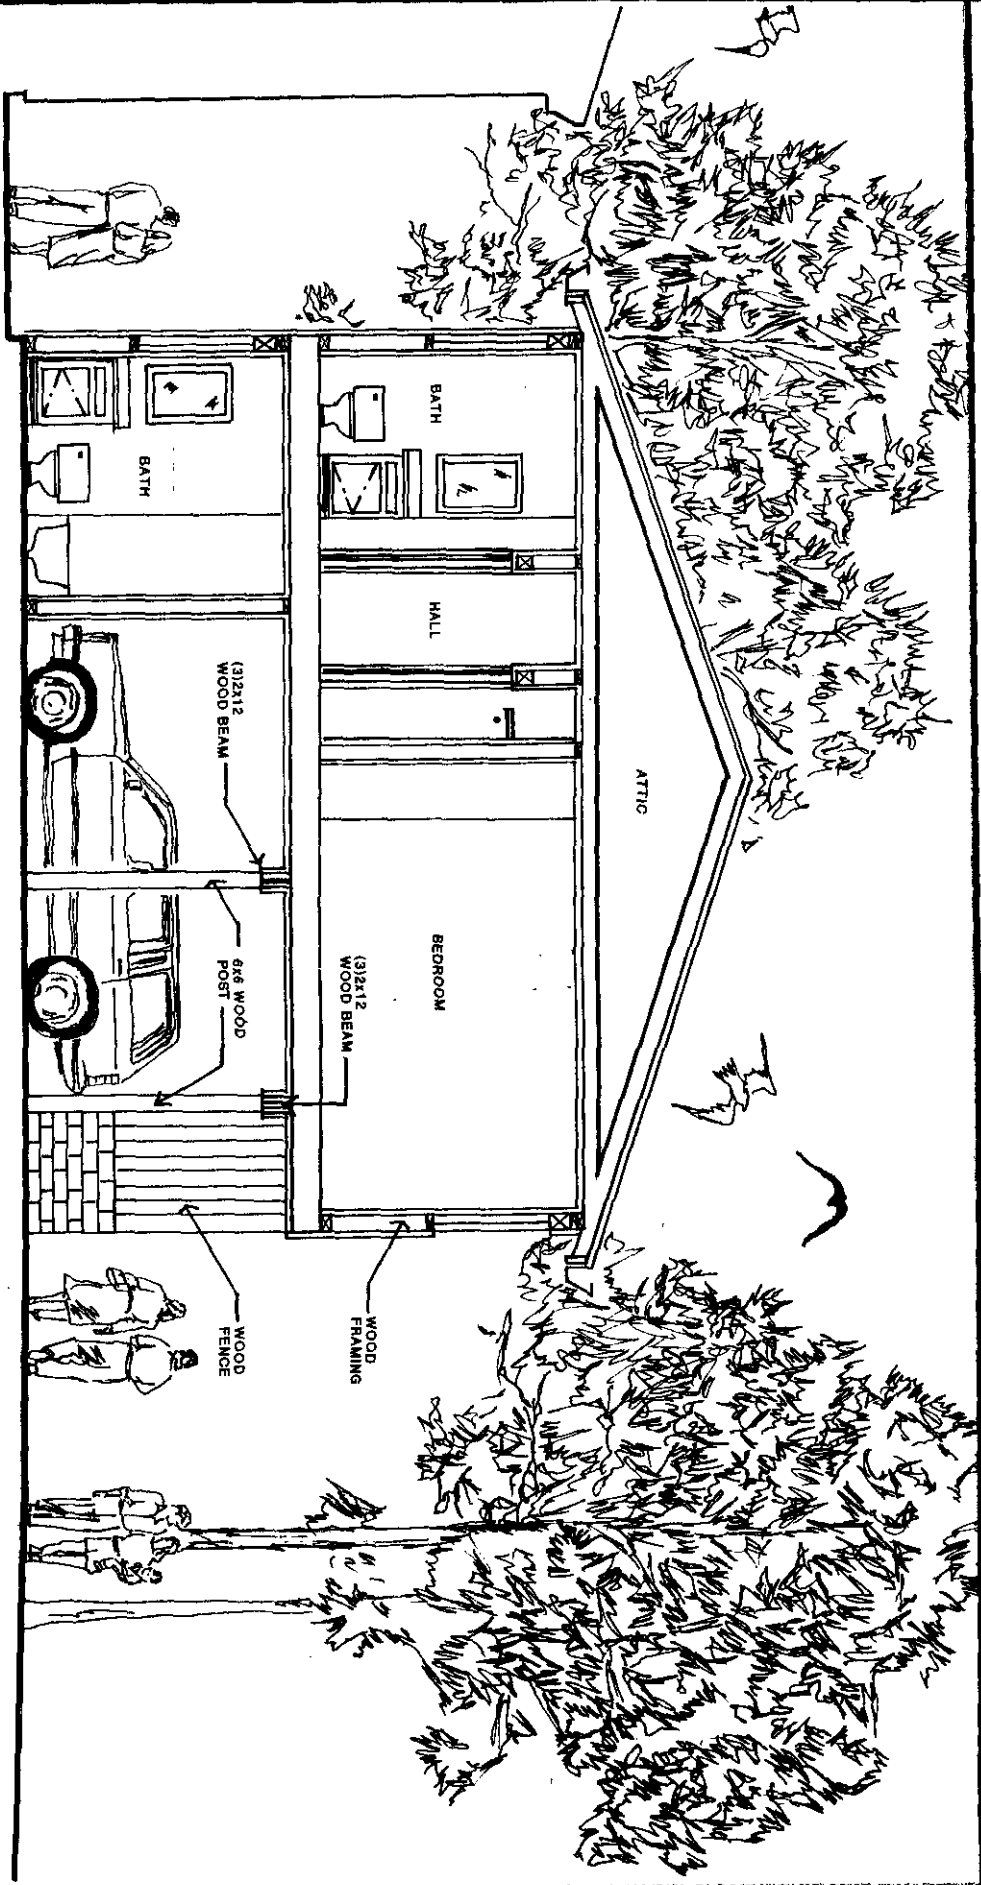 ATTIC
BATH
HALL
BEDROOM
(3)2x12
WOOD BEAM
WOOD
FRAMING
BATH
(3)2x12
WOOD BEAM
6x6 WOOD
POST
WOOD
FENCE